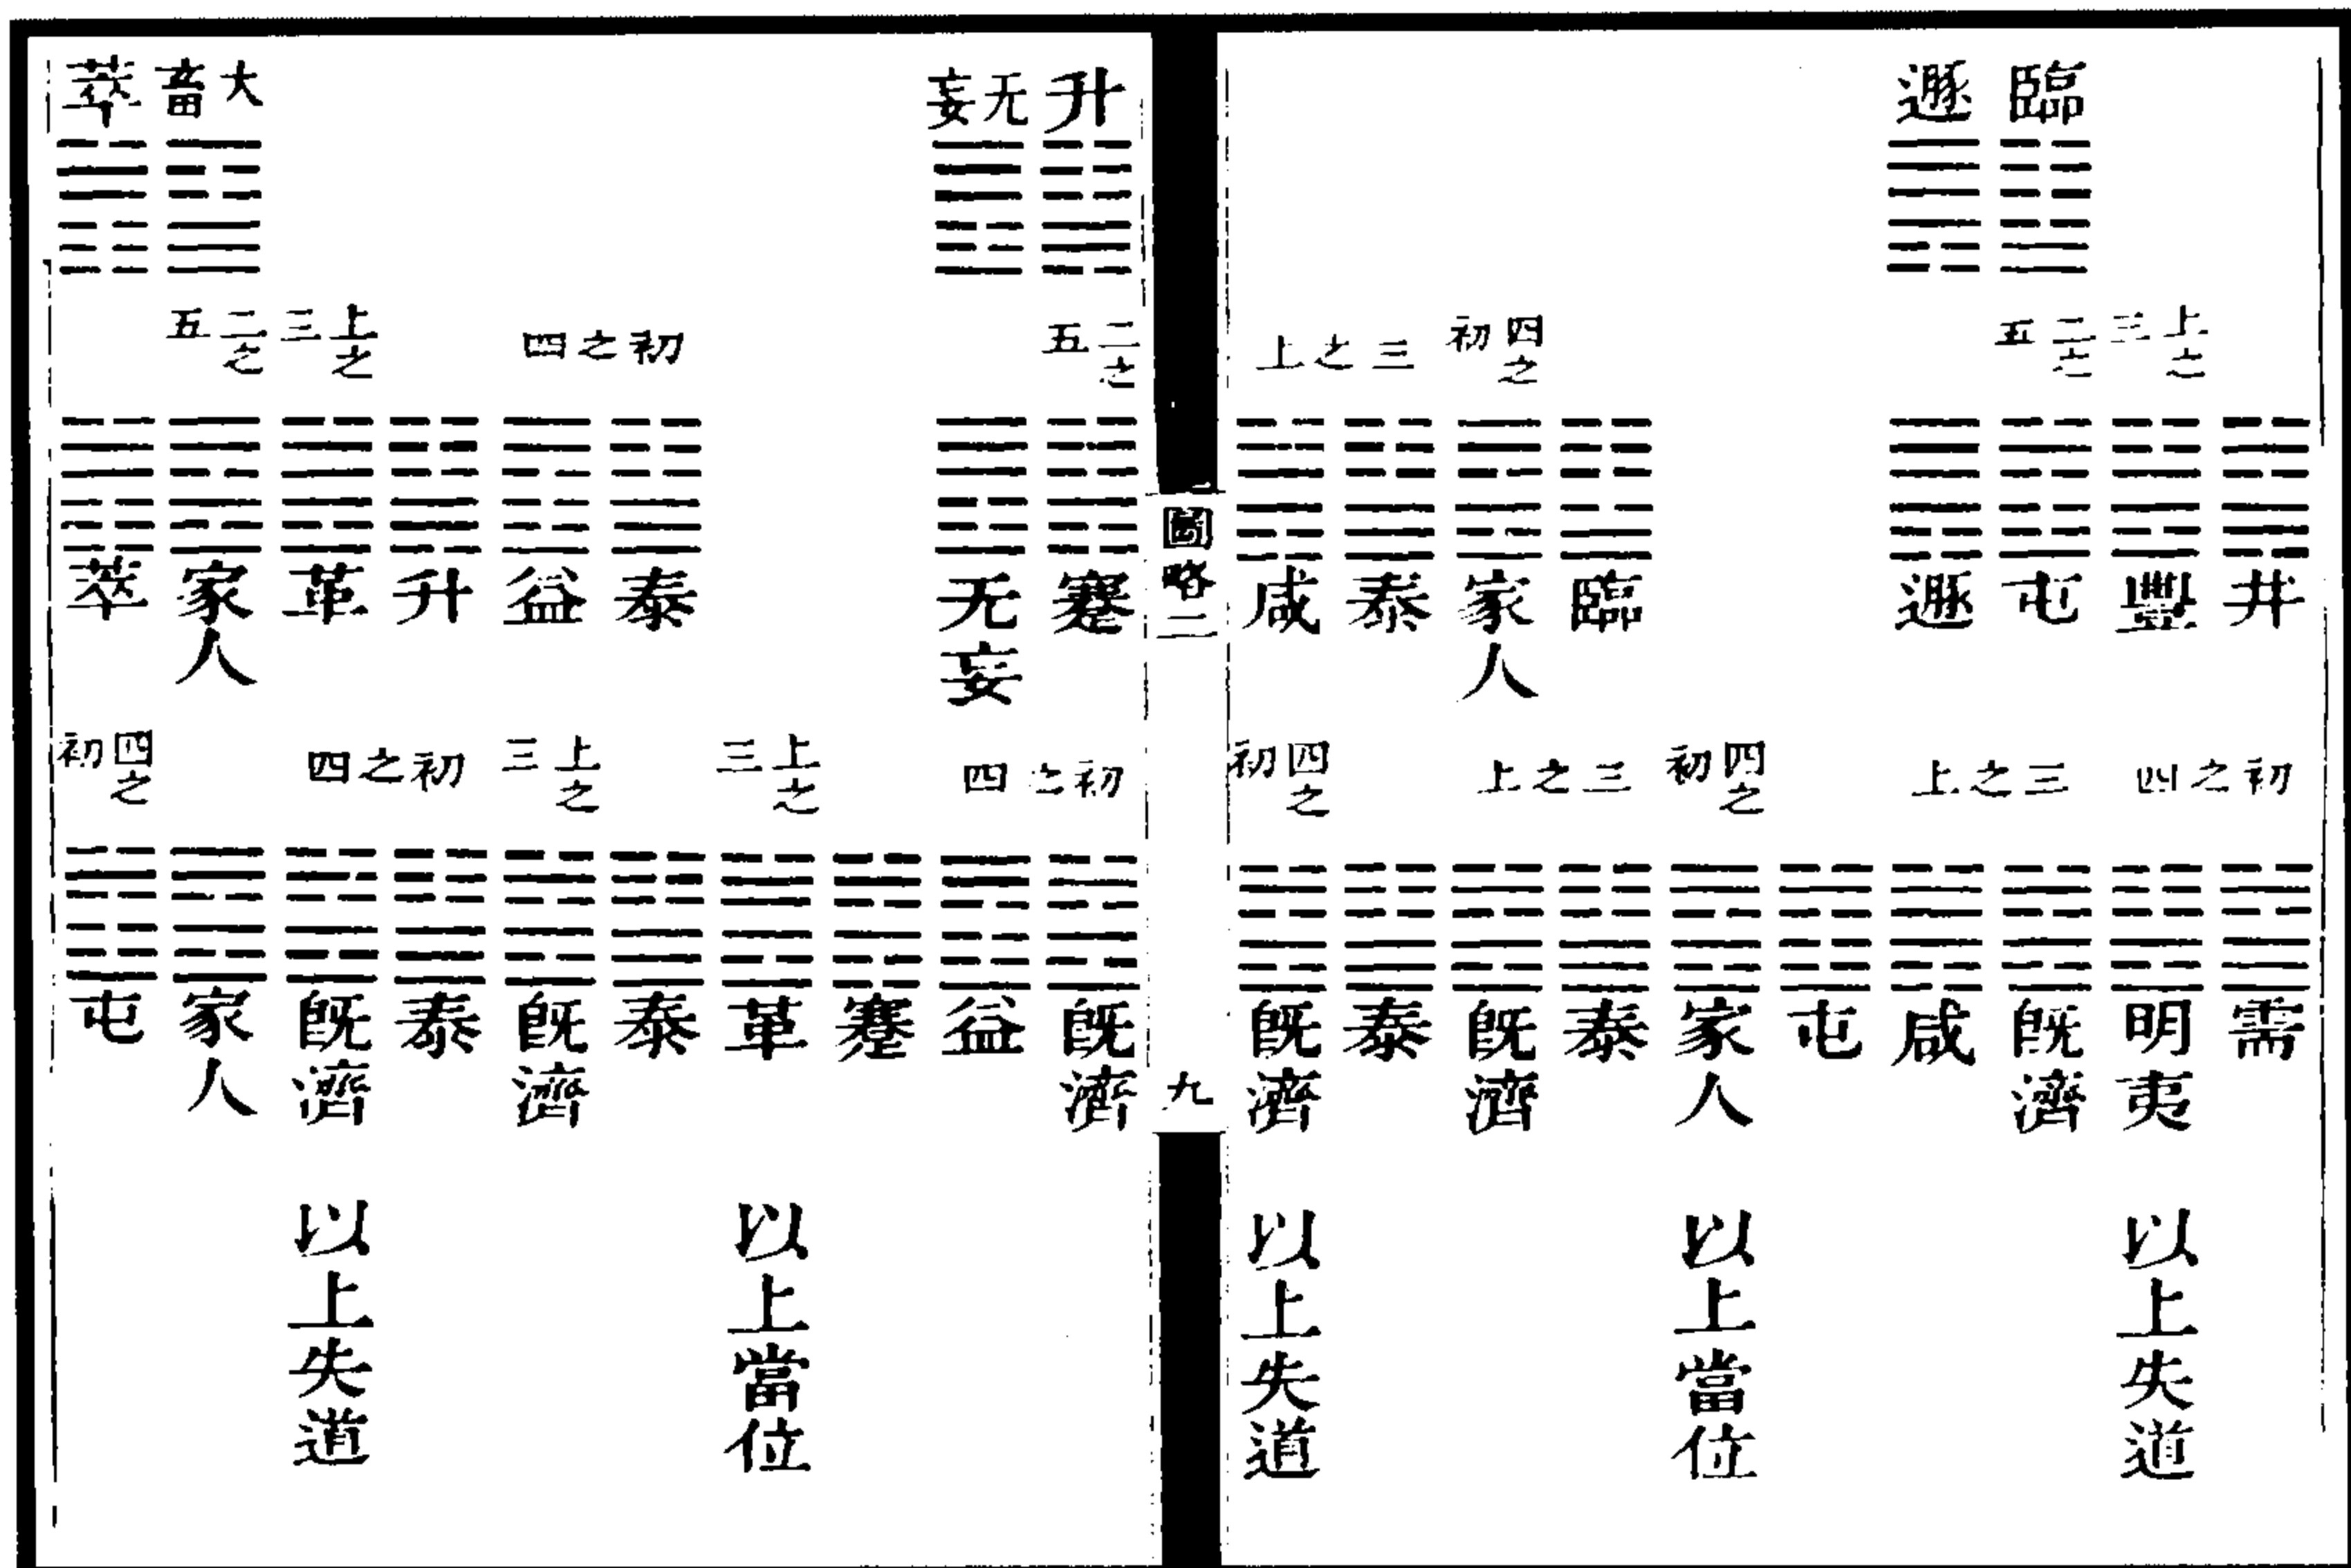 臨 遯
上之三 二之五
井 豐 屯 遯
四之初 三之上
臨 家人 泰 咸
初之四 三之上 四之初 三之上 四之初
需 明夷 既濟 咸 屯 家人 泰 既濟 泰 既濟
以上失道 以上當位 以上失道
圖略二 九
升 无妄 大畜 萃
二之五 初之四 上之三 二之五
蹇 无妄 泰 益 升 革 家人 萃
初之四 上之三 上之三 初之四 四之初
既濟 益 蹇 革 泰 既濟 泰 既濟 家人 屯
以上當位 以上失道